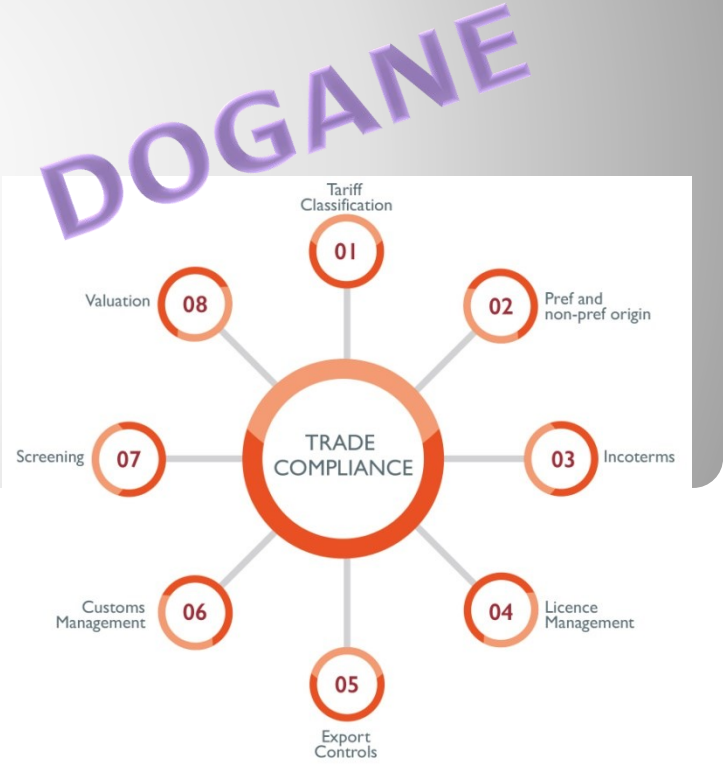 DOGANE
Tariff
Classification
01
02
Pref and
non-pref origin
03
Incoterms
04
Licence
Management
05
Export
Controls
06
Customs
Management
07
Screening
08
Valuation
TRADE
COMPLIANCE